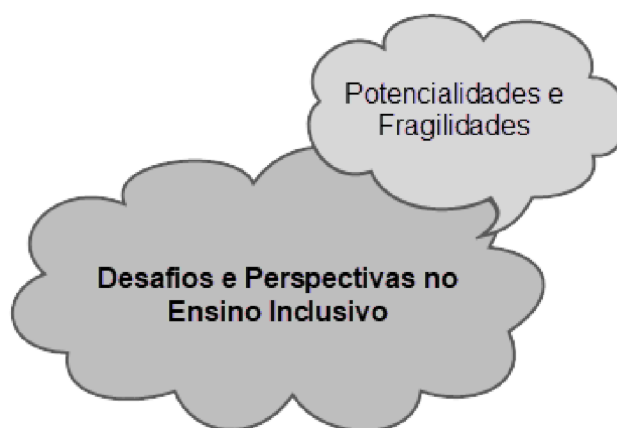 Potencialidades e
Fragilidades
Desafios e Perspectivas no
Ensino Inclusivo